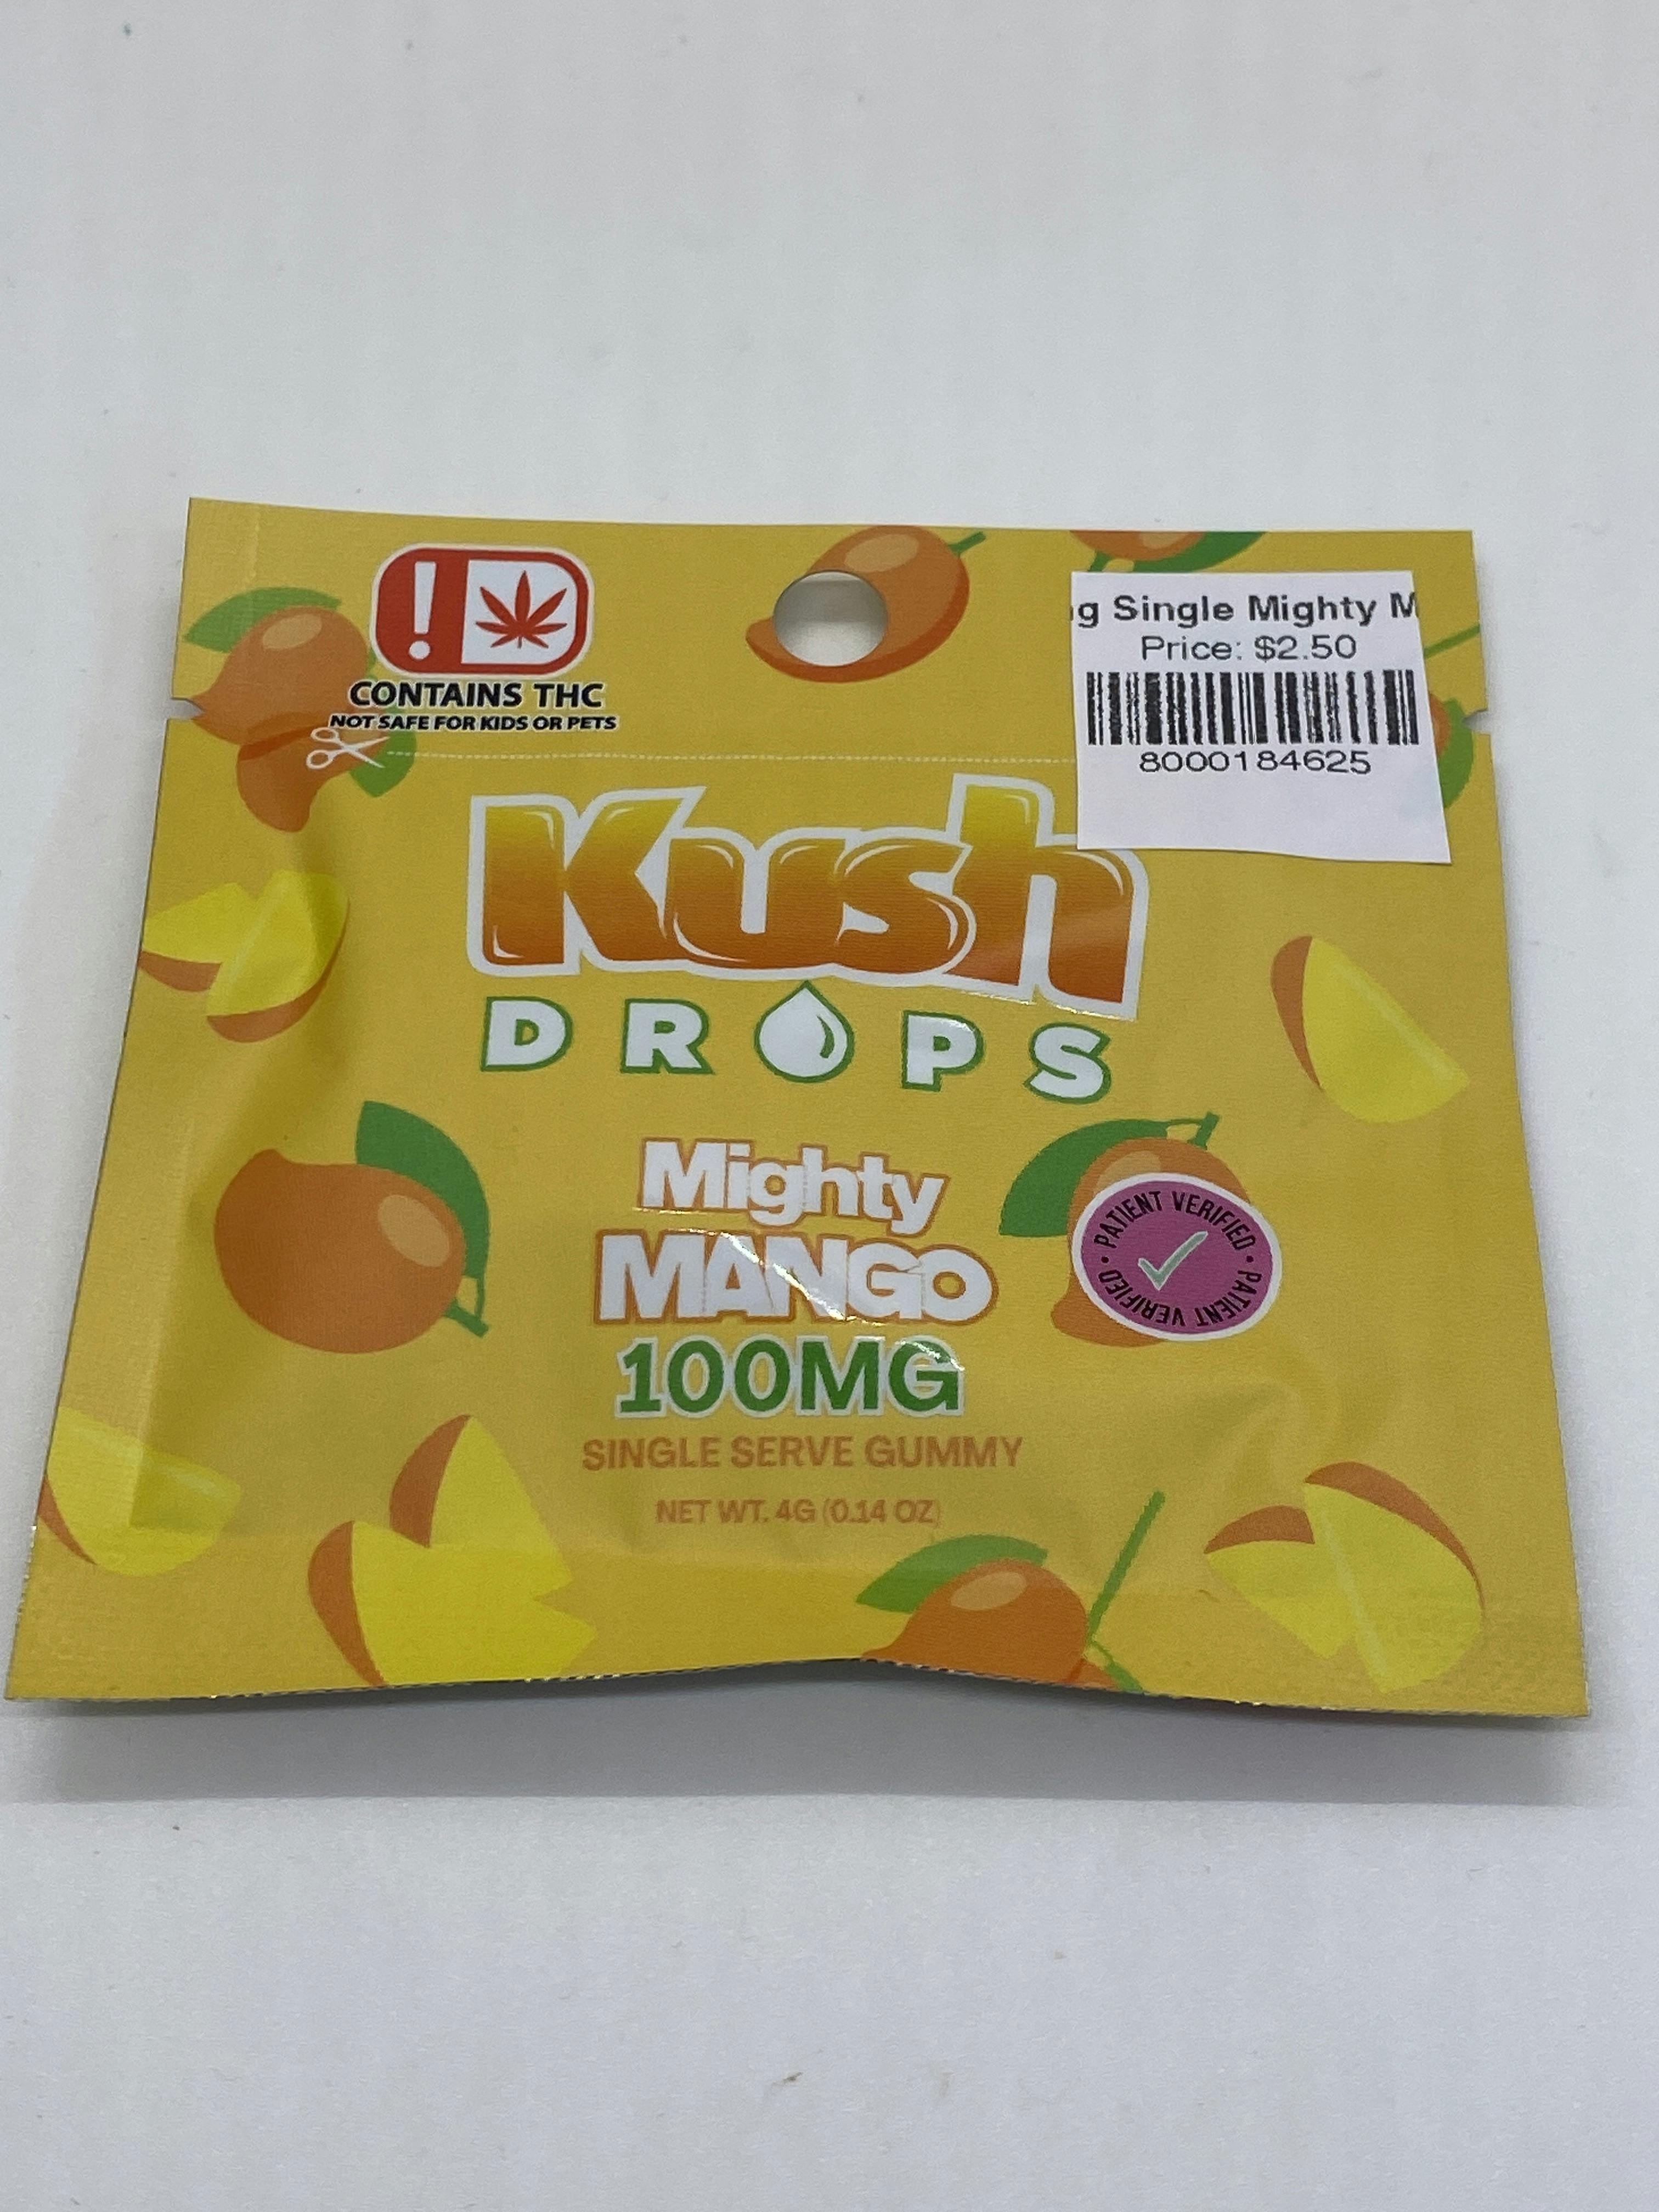 CONTAINS THC
NOT SAFE FOR KIDS OR PETS
g Single Mighty M
Price: $2.50
8000184625
Kush
DROPS
Mighty
MANGO
100MG
PATIENT VERIFIED • PATIENT VERIFIED •
SINGLE SERVE GUMMY
NET WT. 4G (0.14 OZ)